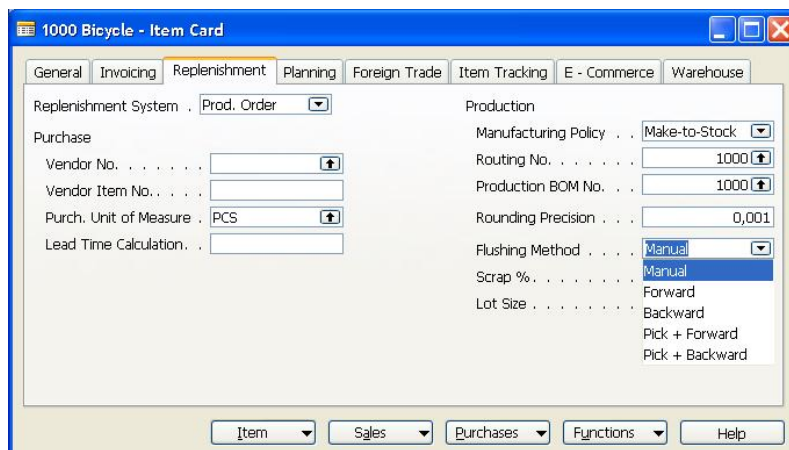 1000 Bicycle - Item Card
General Invoicing Replenishment Planning Foreign Trade Item Tracking E - Commerce Warehouse
Replenishment System . Prod. Order
Purchase
Vendor No. . . . . . .
Vendor Item No. . . . .
Purch. Unit of Measure . PCS
Lead Time Calculation. . .
Production
Manufacturing Policy . . Make-to-Stock
Routing No. . . . . . . 1000
Production BOM No. . . . 1000
Rounding Precision . . . 0,001
Flushing Method . . . . Manual
Manual
Scrap % . . . . . . . .
Forward
Lot Size . . . . . . . .
Backward
Pick + Forward
Pick + Backward
Item Sales Purchases Functions Help